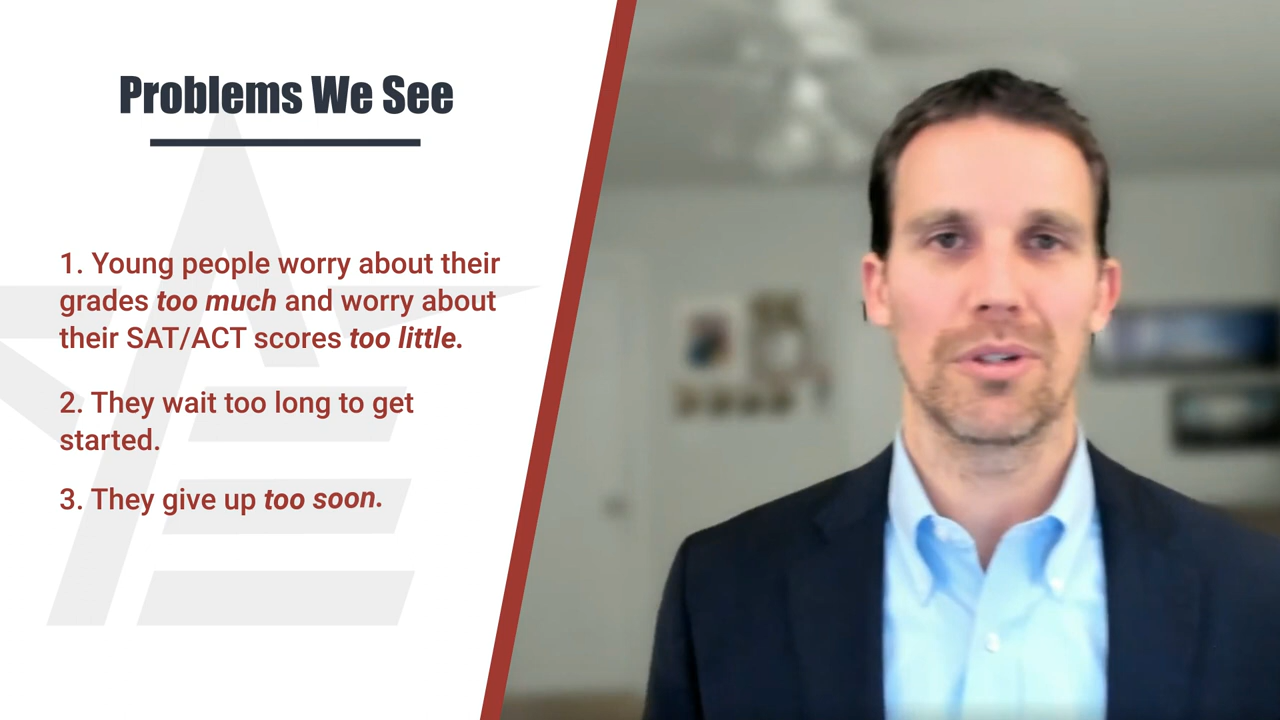 Problems We See
1. Young people worry about their
grades too much and worry about
their SAT/ACT scores too little.
2. They wait too long to get
started.
3. They give up too soon.